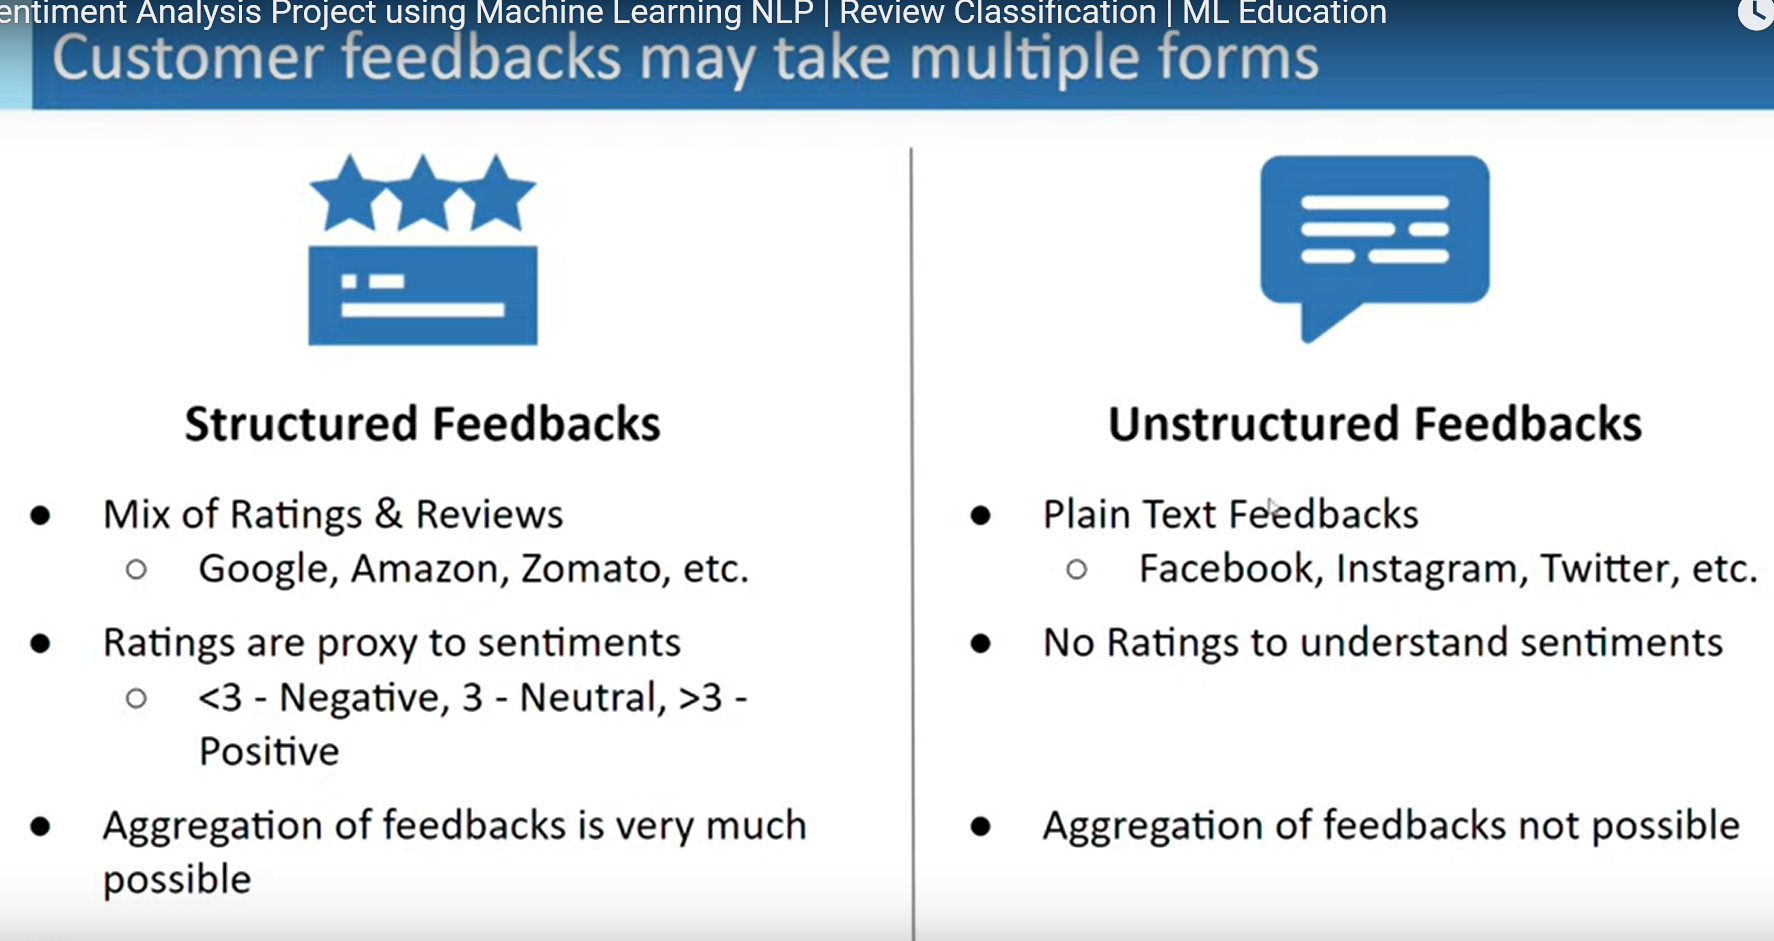 entiment Analysis Project using Machine Learning NLP | Review Classification | ML Education
Customer feedbacks may take multiple forms
Structured Feedbacks
● Mix of Ratings & Reviews
○ Google, Amazon, Zomato, etc.
● Ratings are proxy to sentiments
○ <3 - Negative, 3 - Neutral, >3 -
Positive
● Aggregation of feedbacks is very much
possible
Unstructured Feedbacks
● Plain Text Feedbacks
○ Facebook, Instagram, Twitter, etc.
● No Ratings to understand sentiments
● Aggregation of feedbacks not possible